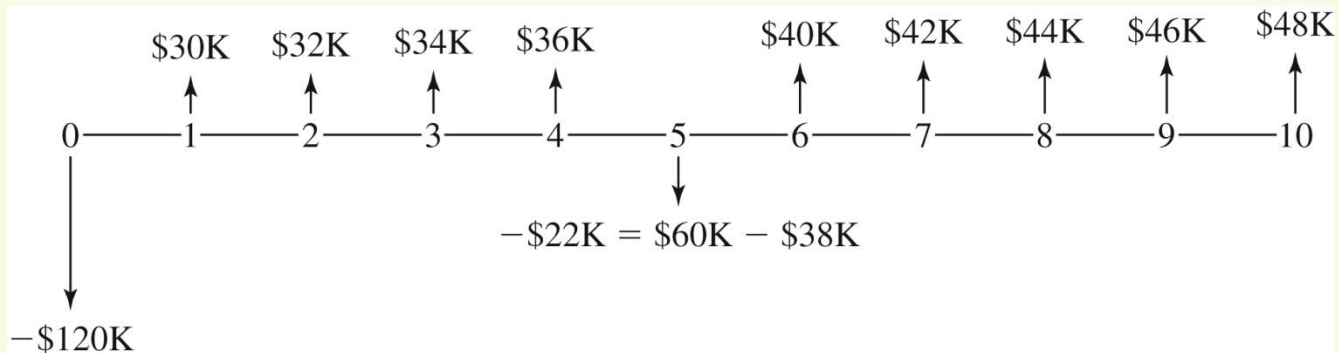 $30K $32K $34K $36K $40K $42K $44K $46K $48K
0 1 2 3 4 5 6 7 8 9 10
−$22K = $60K − $38K
−$120K